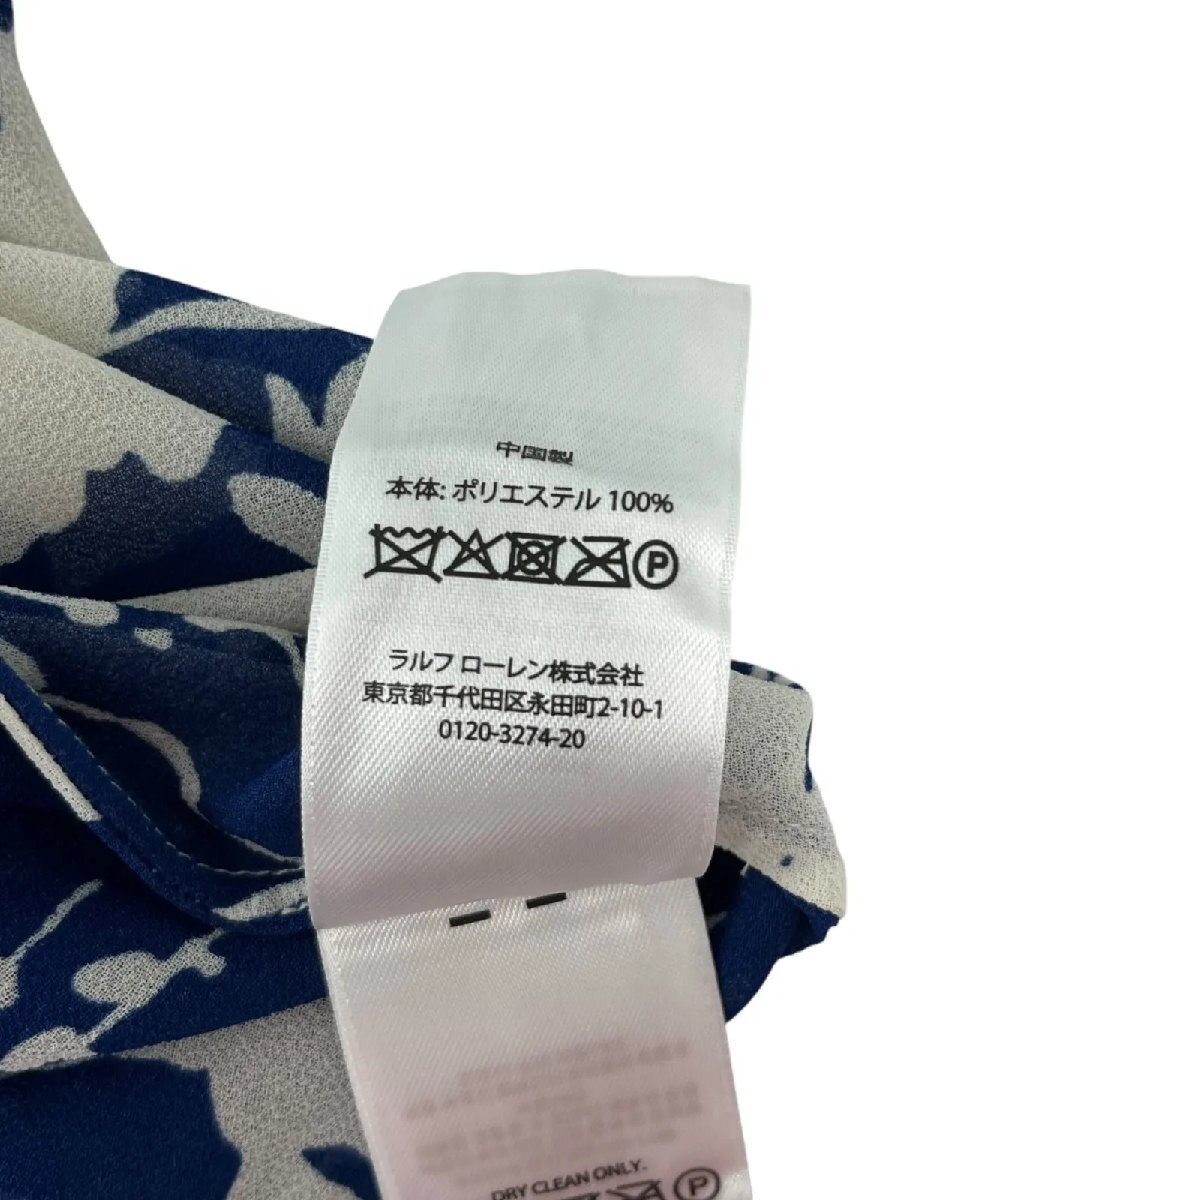 中国製
本体: ポリエステル 100%
P
ラルフ ローレン株式会社
東京都千代田区永田町2-10-1
0120-3274-20
DRY CLEAN ONLY.
P